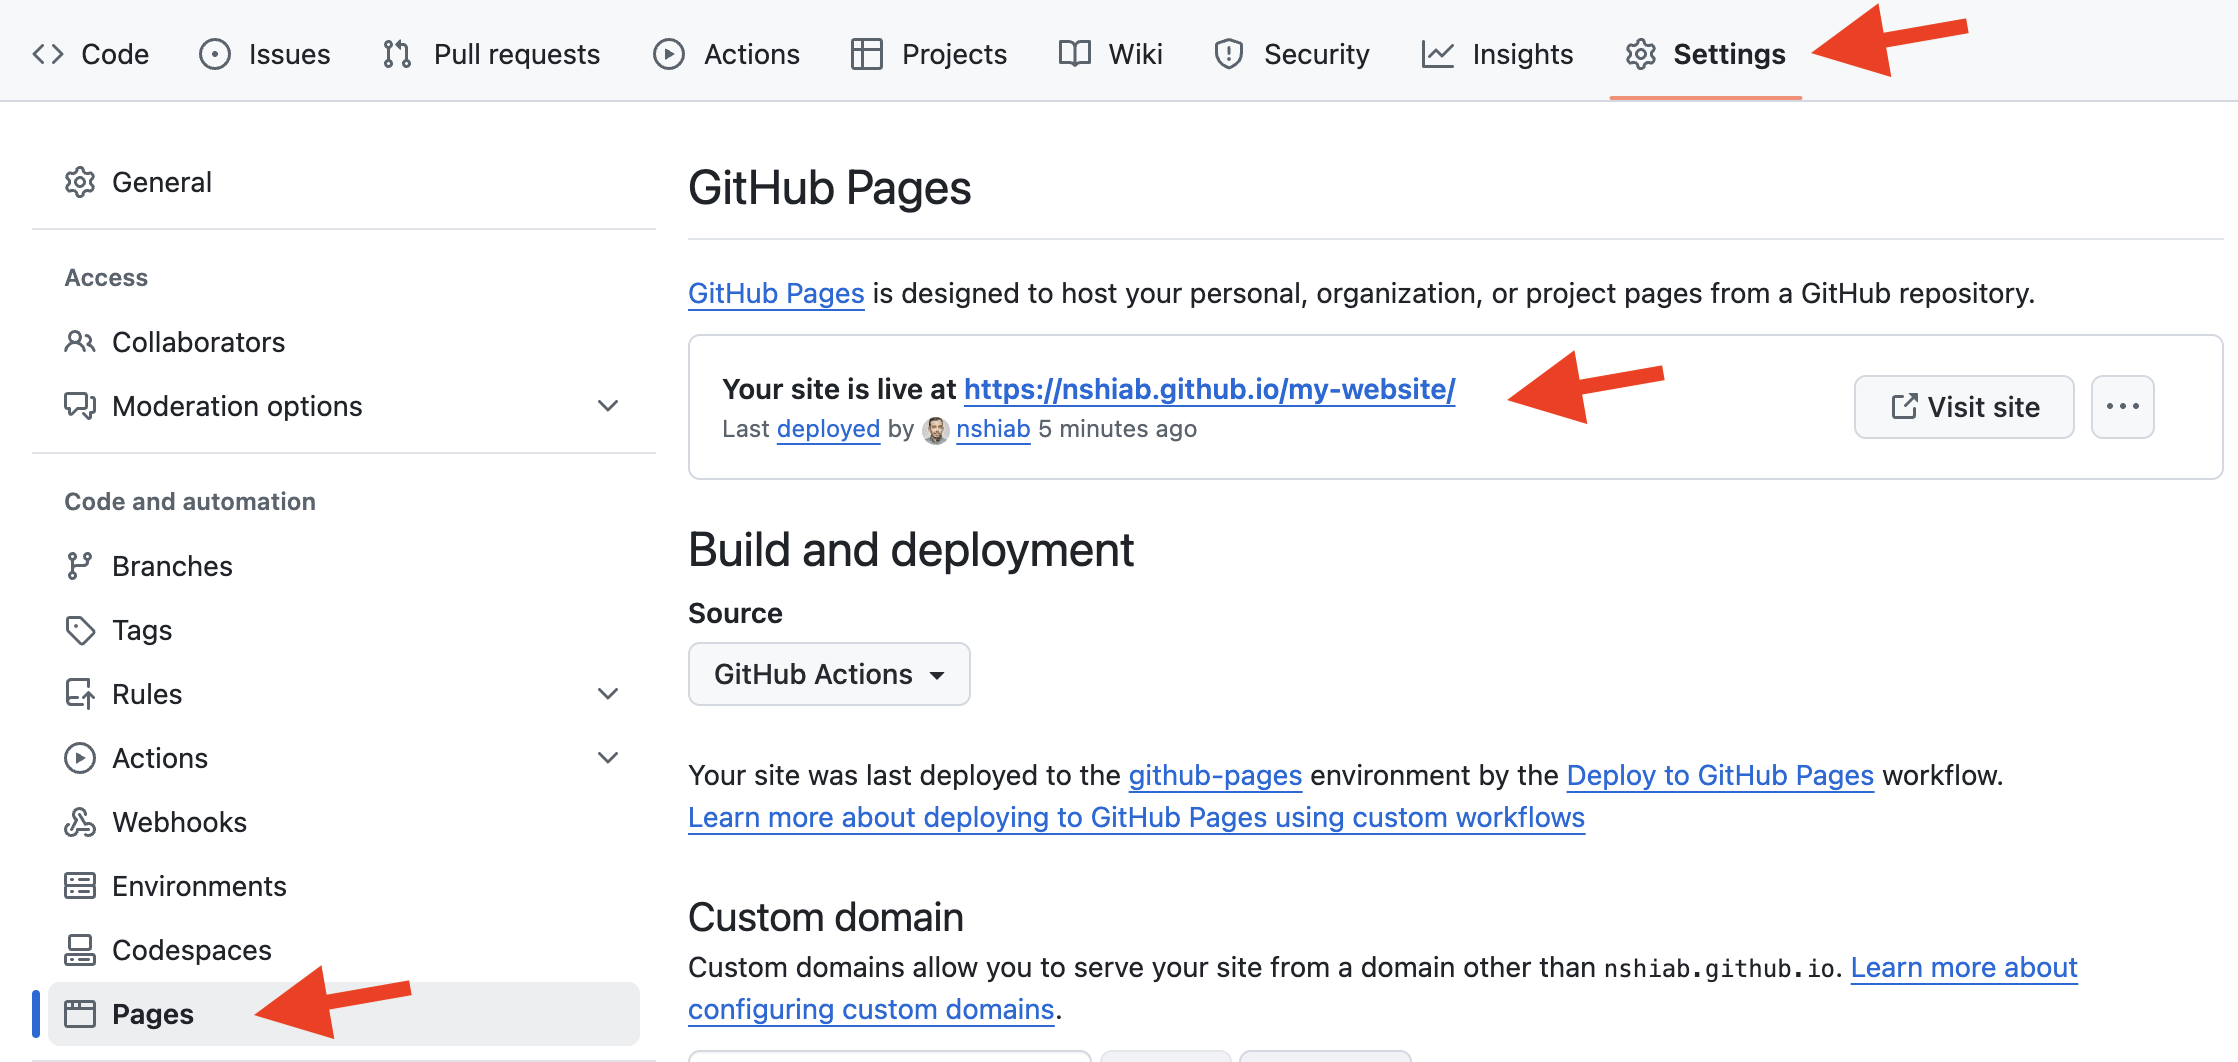 Code Issues Pull requests Actions Projects Wiki Security Insights Settings
General
Access
Collaborators
Moderation options
Code and automation
Branches
Tags
Rules
Actions
Webhooks
Environments
Codespaces
Pages
GitHub Pages
GitHub Pages is designed to host your personal, organization, or project pages from a GitHub repository.
Your site is live at https://nshiab.github.io/my-website/
Last deployed by nshiab 5 minutes ago
Visit site
Build and deployment
Source
GitHub Actions
Your site was last deployed to the github-pages environment by the Deploy to GitHub Pages workflow.
Learn more about deploying to GitHub Pages using custom workflows
Custom domain
Custom domains allow you to serve your site from a domain other than nshiab.github.io. Learn more about
configuring custom domains.